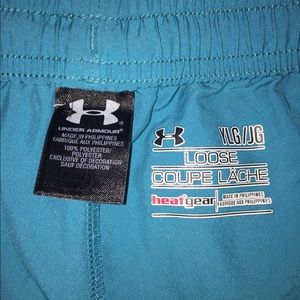 UNDER ARMOUR
MADE IN PHILIPPINES
FABRIQUÉ AUX PHILIPPINES
100% POLYESTER/
POLYESTER
EXCLUSIVE OF DECORATION/
SAUF DÉCORATION
YLG/JG
LOOSE
COUPE LÂCHE
heatgear
MADE IN PHILIPPINES
FABRIQUÉ AUX PHILIPPINES